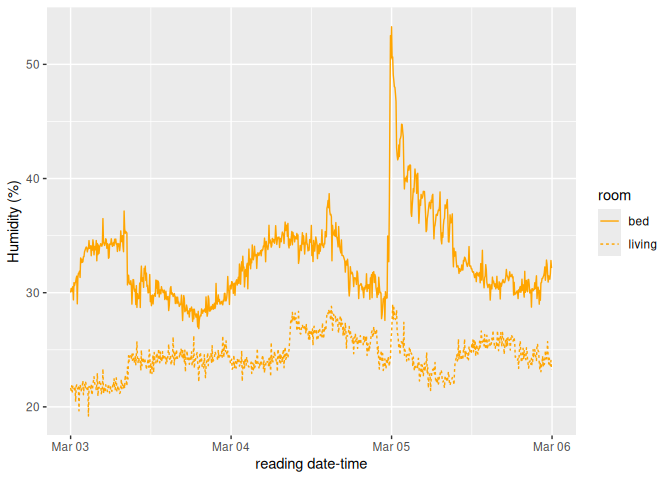 50
40
30
20
Humidity (%)
Mar 03
Mar 04
Mar 05
Mar 06
reading date-time
room
bed
living